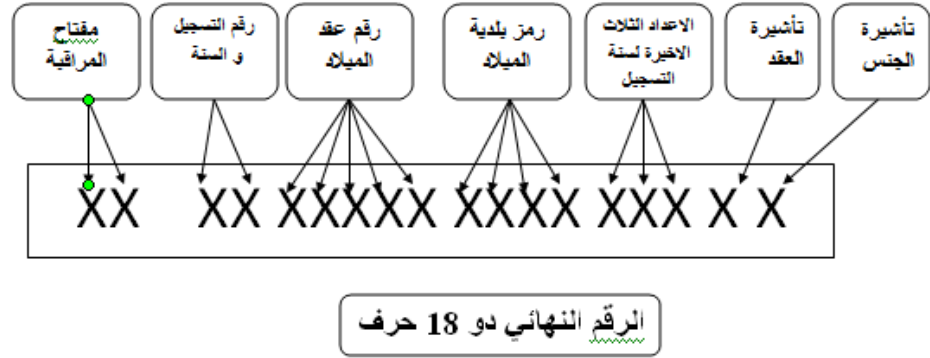 تأشيرة
الجنس
تأشيرة
العقد
الاعداد الثلاث
الاخيرة لسنة
التسجيل
رمز بلدية
الميلاد
رقم عقد
الميلاد
رقم التسجيل
و السنة
مفتاح
المراقبة
XX XX XXXXX XXXX XXX X X
الرقم النهائي دو 18 حرف